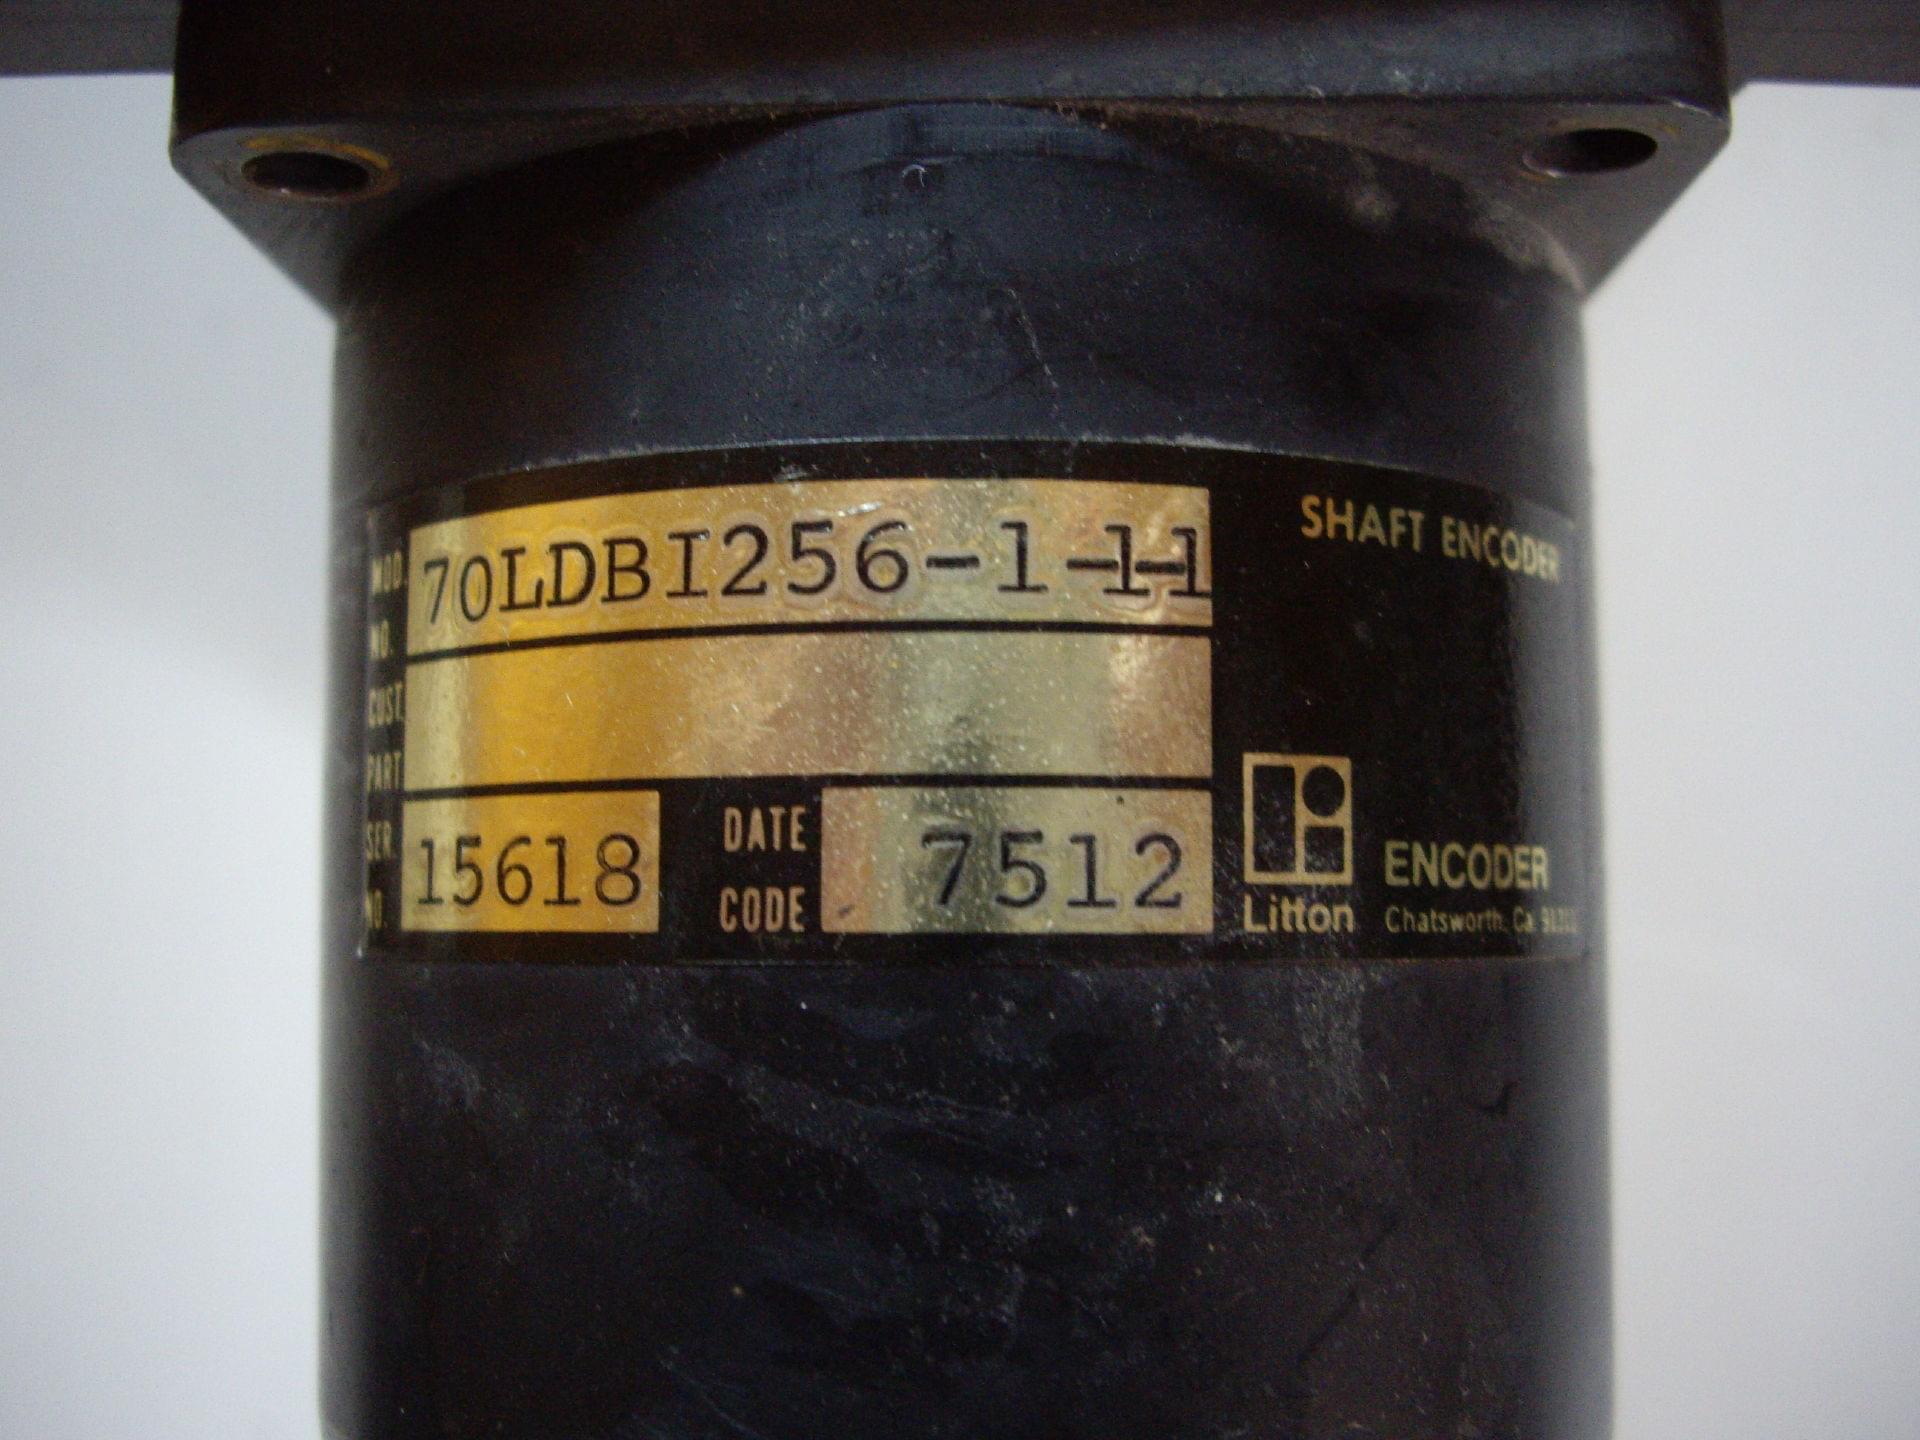 MOD. NO. 70LDBI256-1-1-1
SHAFT ENCODER
CUST. PART
SER. NO. 15618
DATE CODE 7512
Litton
ENCODER
Chatsworth, Ca.